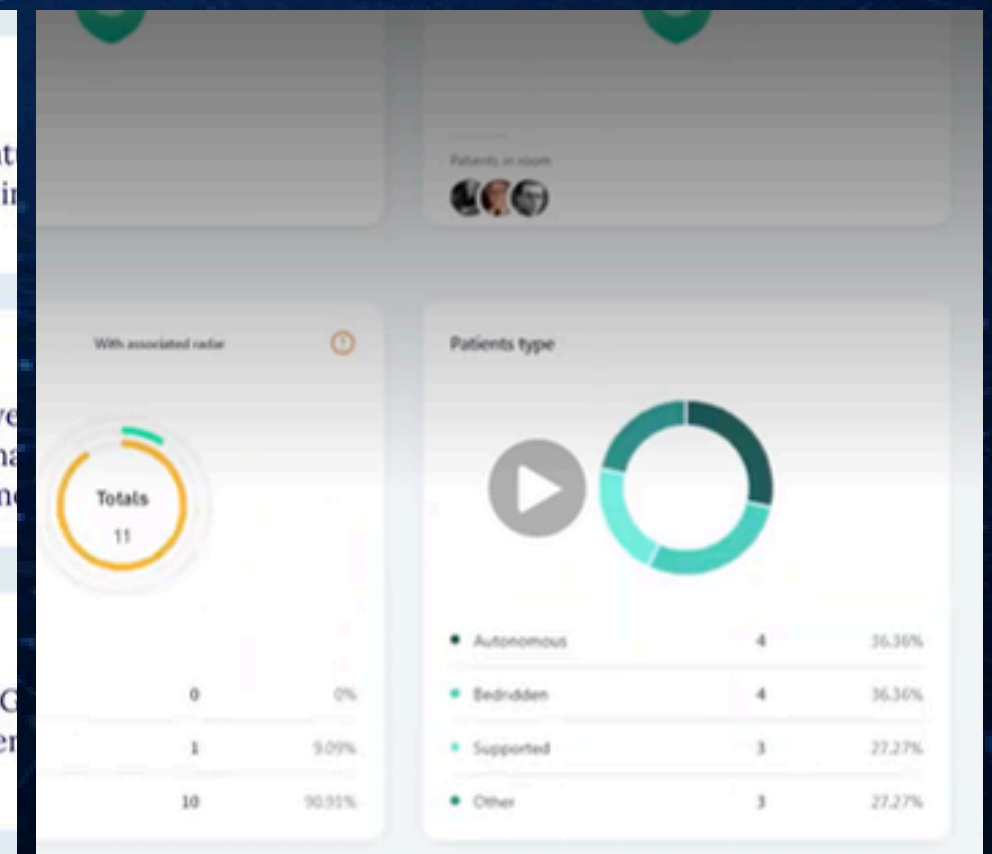 Patients in room
With associated radar
Patients type
Totals
11
Autonomous 4 36.36%
0 0% Bedridden 4 36.36%
1 9.09% Supported 3 27.27%
10 90.91% Other 3 27.27%